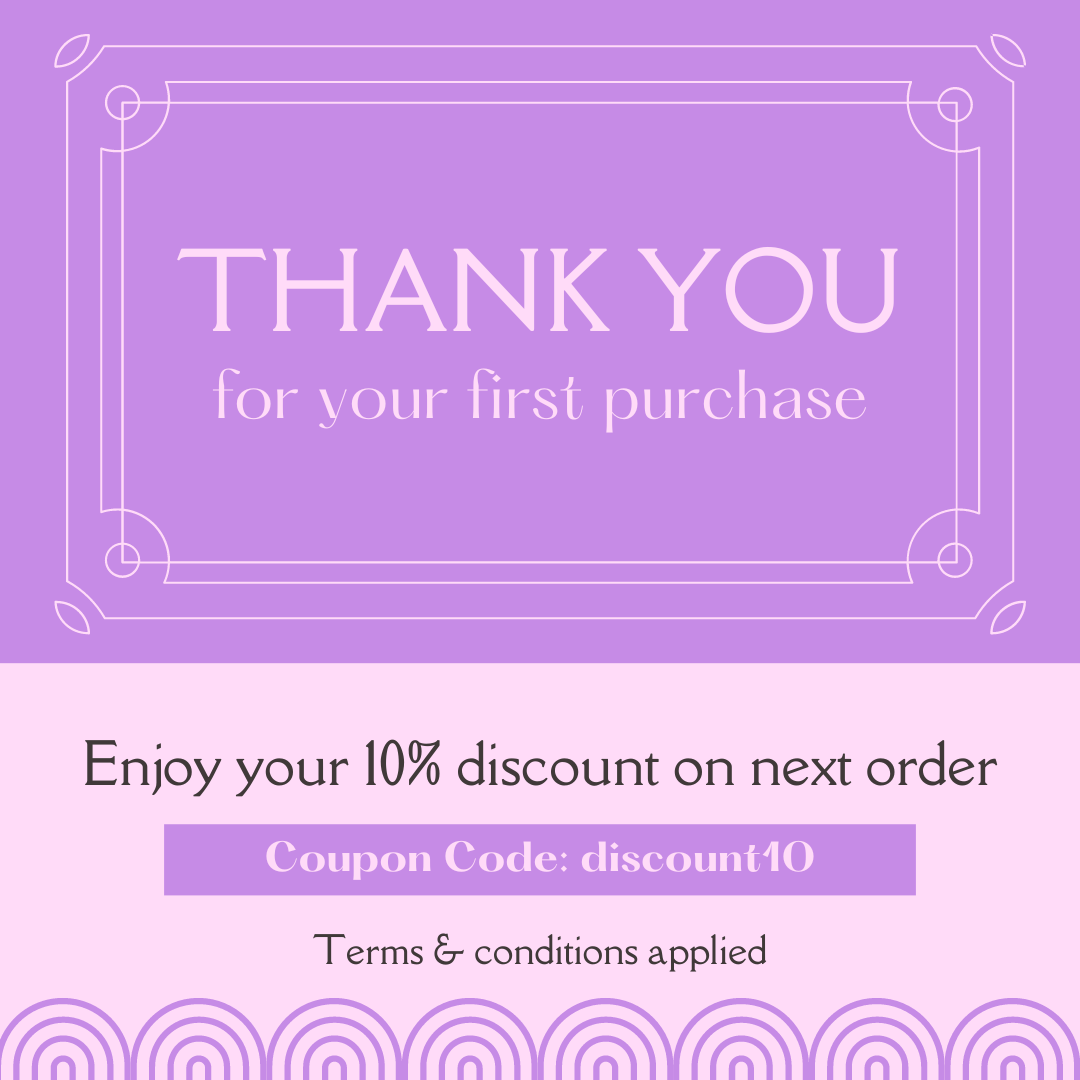 THANK YOU
for your first purchase
Enjoy your 10% discount on next order
Coupon Code: discount10
Terms & conditions applied